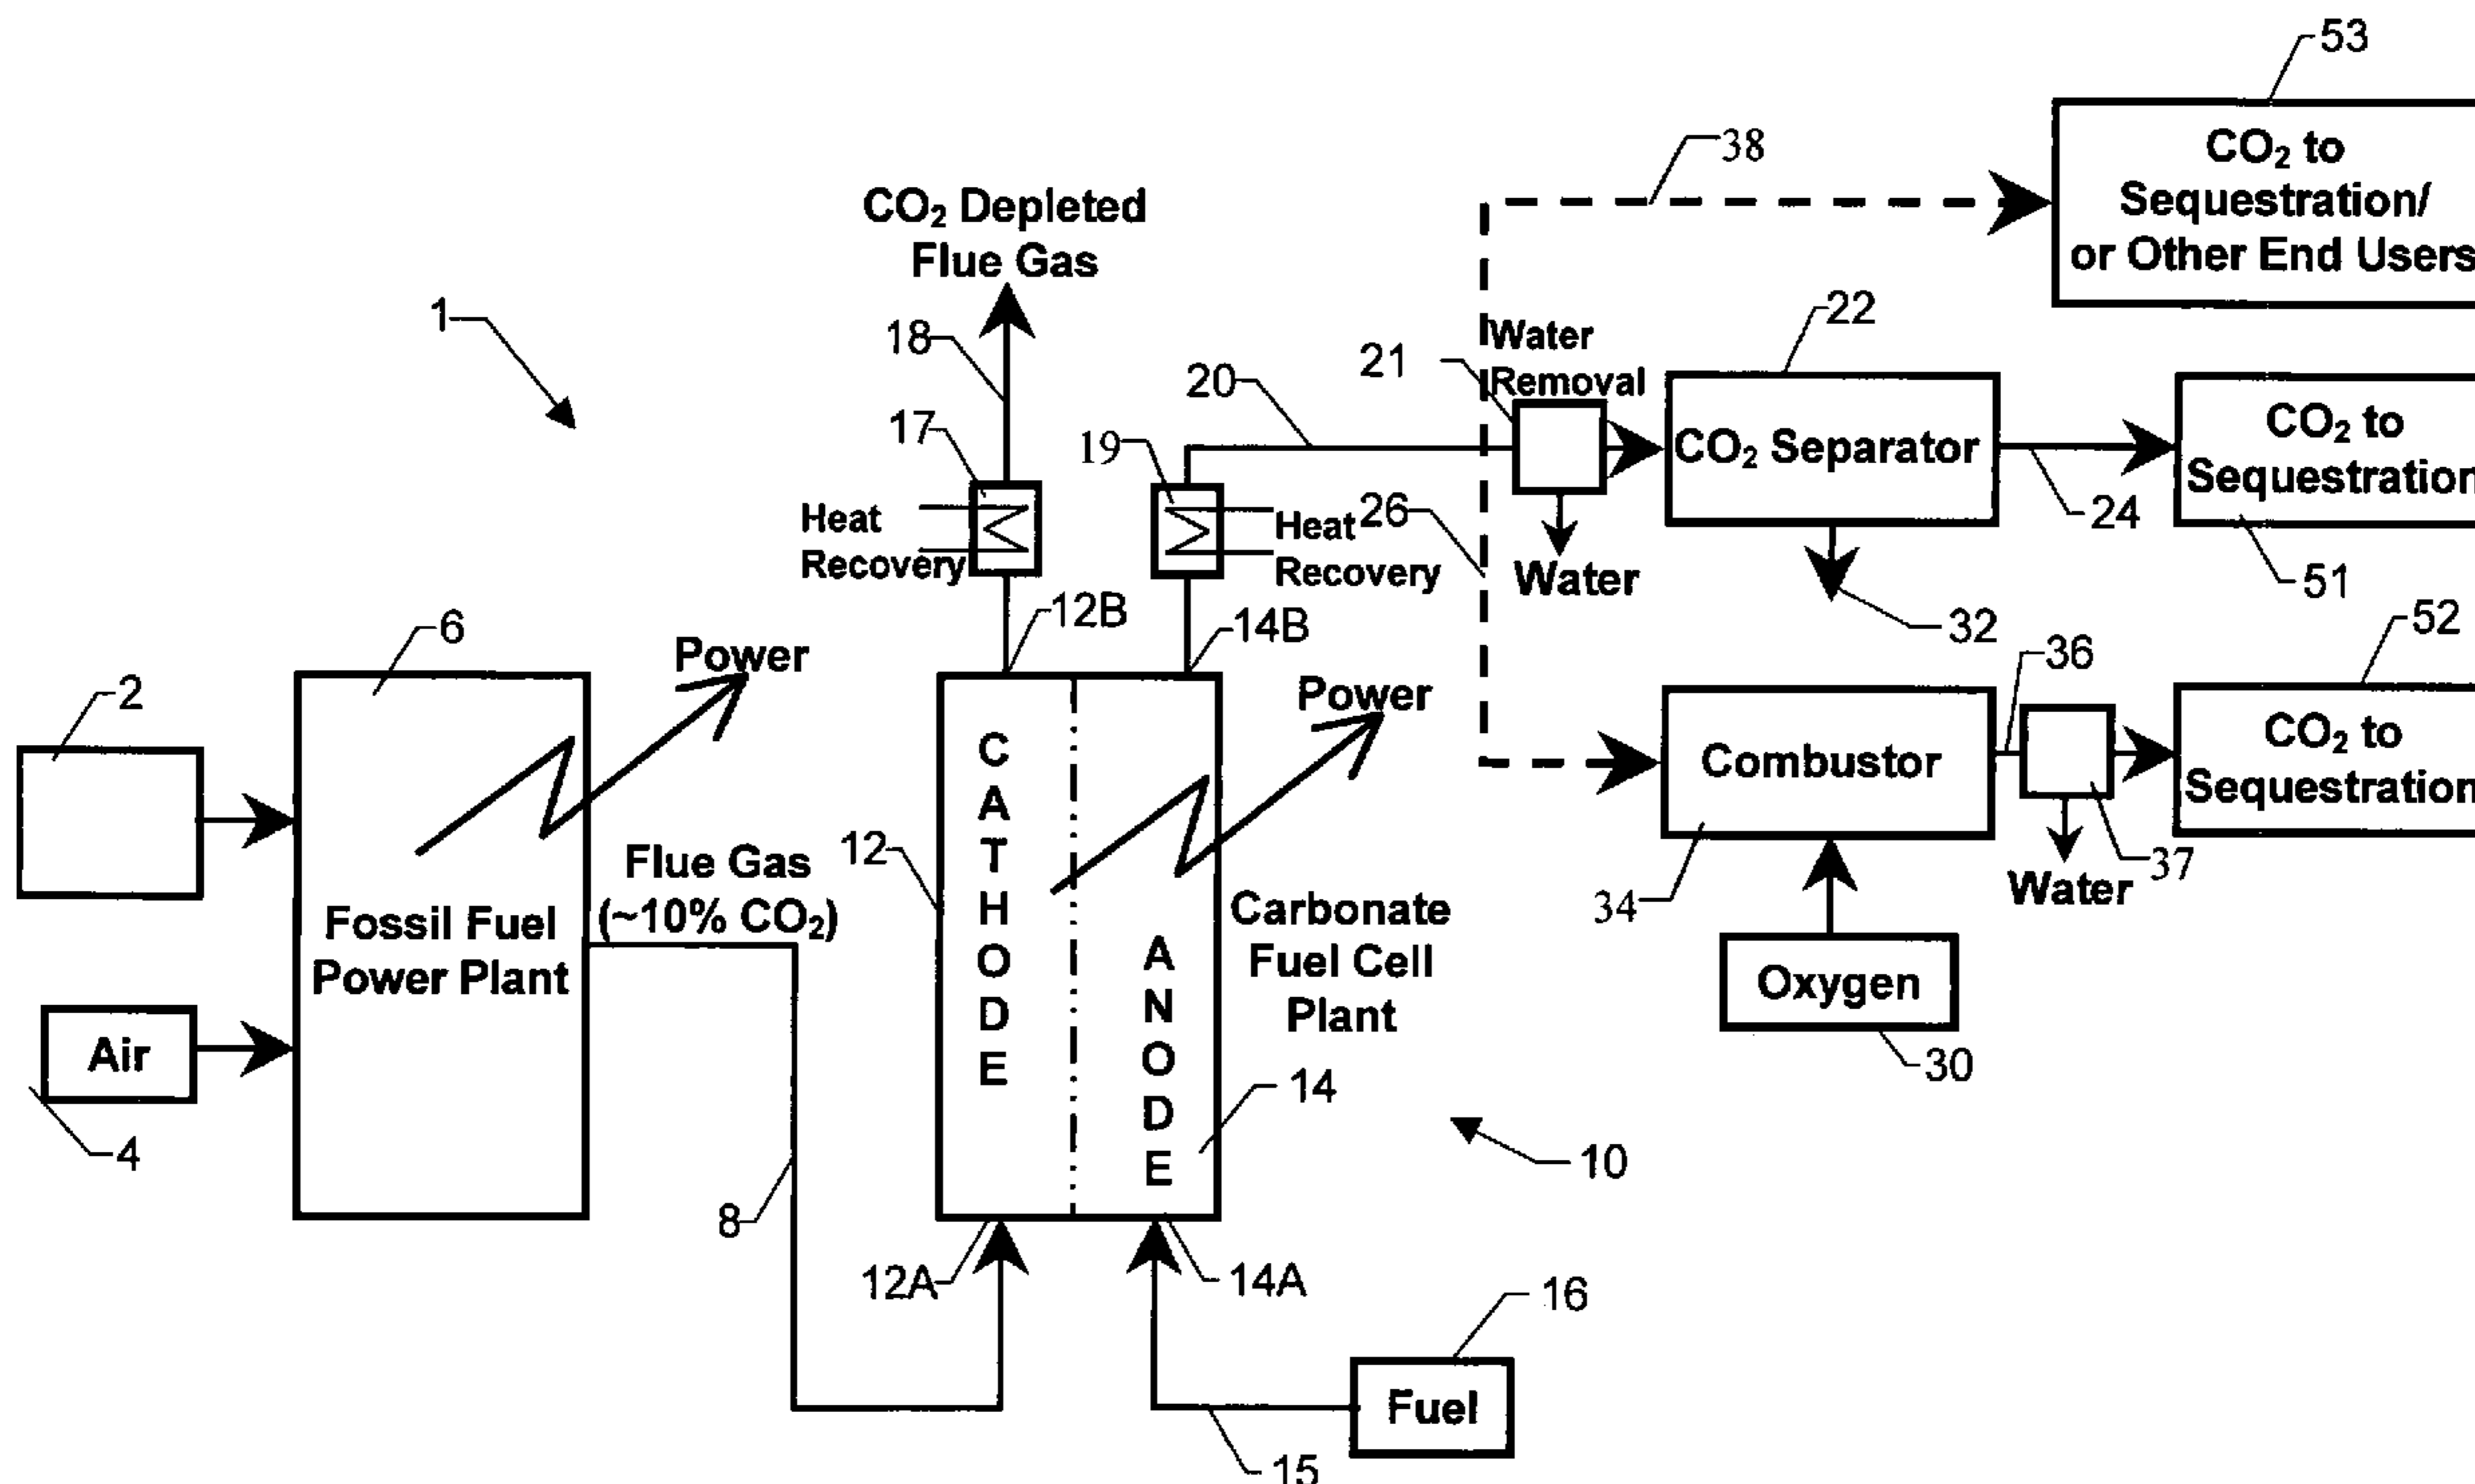 53
CO₂ to
Sequestration/
or Other End Users
38
CO₂ Depleted
Flue Gas
1
18
22
Water
Removal
21
20
17
19
CO₂ Separator
CO₂ to
Sequestration
24
51
Heat
Recovery
Heat
Recovery
26
Water
32
12B
14B
6
Power
Power
2
52
36
C
A
T
H
O
D
E
Combustor
CO₂ to
Sequestration
12
Flue Gas
(~10% CO₂)
Fossil Fuel
Power Plant
Carbonate
Fuel Cell
Plant
A
N
O
D
E
34
37
Water
Oxygen
30
Air
4
14
10
8
12A
14A
16
Fuel
15